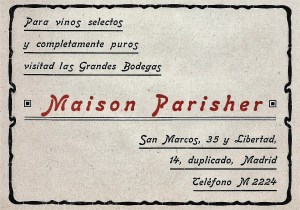 Para vinos selectos
y completamente puros
visitad las Grandes Bodegas
Maison Parisher
San Marcos, 35 y Libertad,
14, duplicado, Madrid
Teléfono M 2224